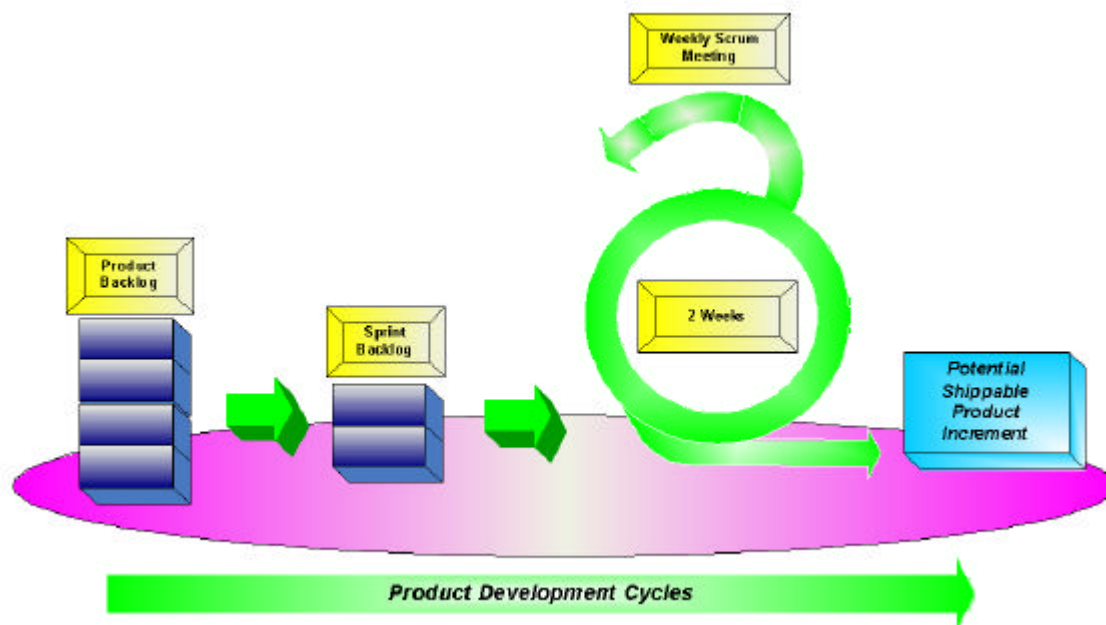 Weekly Scrum
Meeting
Product
Backlog
2 Weeks
Sprint
Backlog
Potential
Shippable
Product
Increment
Product Development Cycles